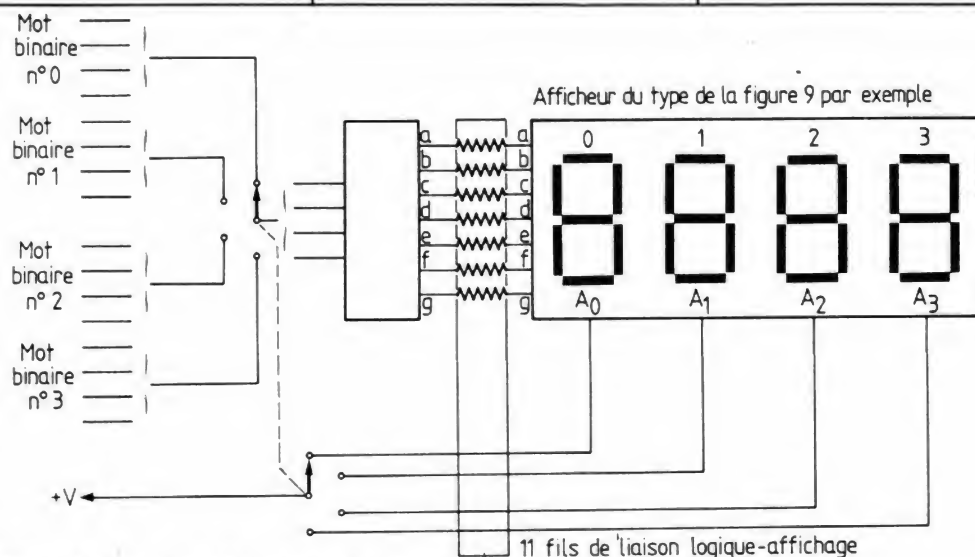 Mot
binaire
n° 0
Mot
binaire
n° 1
Mot
binaire
n° 2
Mot
binaire
n° 3
+V
a
b
c
d
e
f
g
a
b
c
d
e
f
g
Afficheur du type de la figure 9 par exemple
0 1 2 3
A0 A1 A2 A3
11 fils de liaison logique-affichage